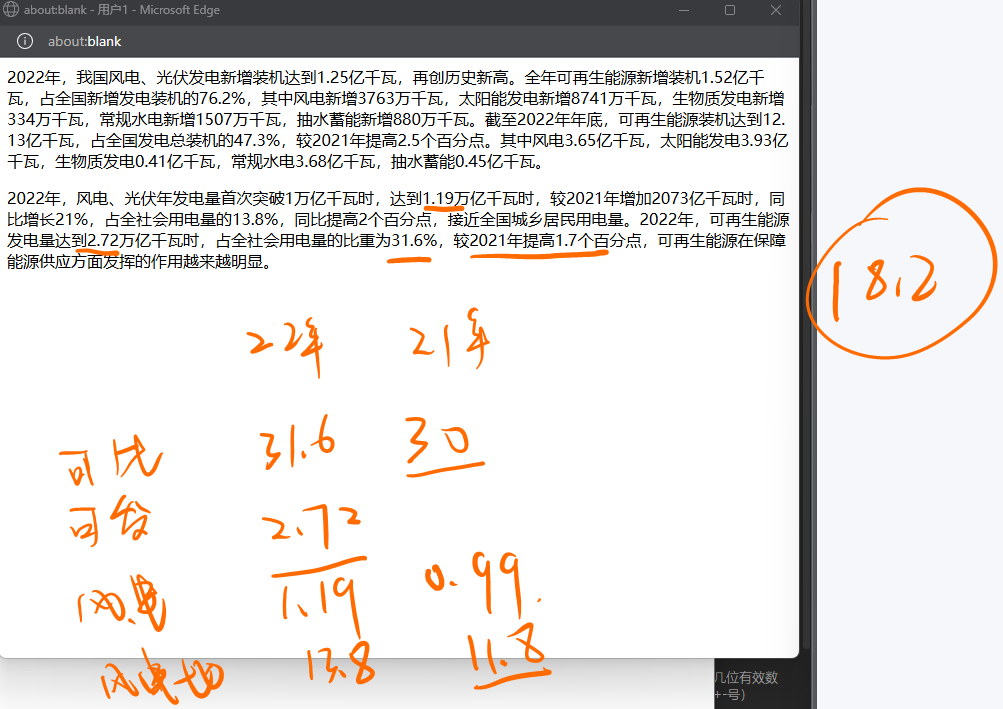 about:blank - 用户1 - Microsoft Edge
about:blank
2022年，我国风电、光伏发电新增装机达到1.25亿千瓦，再创历史新高。全年可再生能源新增装机1.52亿千
瓦，占全国新增发电装机的76.2%，其中风电新增3763万千瓦，太阳能发电新增8741万千瓦，生物质发电新增
334万千瓦，常规水电新增1507万千瓦，抽水蓄能新增880万千瓦。截至2022年年底，可再生能源装机达到12.
13亿千瓦，占全国发电总装机的47.3%，较2021年提高2.5个百分点。其中风电3.65亿千瓦，太阳能发电3.93亿
千瓦，生物质发电0.41亿千瓦，常规水电3.68亿千瓦，抽水蓄能0.45亿千瓦。
2022年，风电、光伏年发电量首次突破1万亿千瓦时，达到1.19万亿千瓦时，较2021年增加2073亿千瓦时，同
比增长21%，占全社会用电量的13.8%，同比提高2个百分点，接近全国城乡居民用电量。2022年，可再生能源
发电量达到2.72万亿千瓦时，占全社会用电量的比重为31.6%，较2021年提高1.7个百分点，可再生能源在保障
能源供应方面发挥的作用越来越明显。
18.2
22年 21年
可比 31.6 30
可发 2.72
风电 1.19 0.99
风电占 13.8 11.8
几位有效数
+-号）